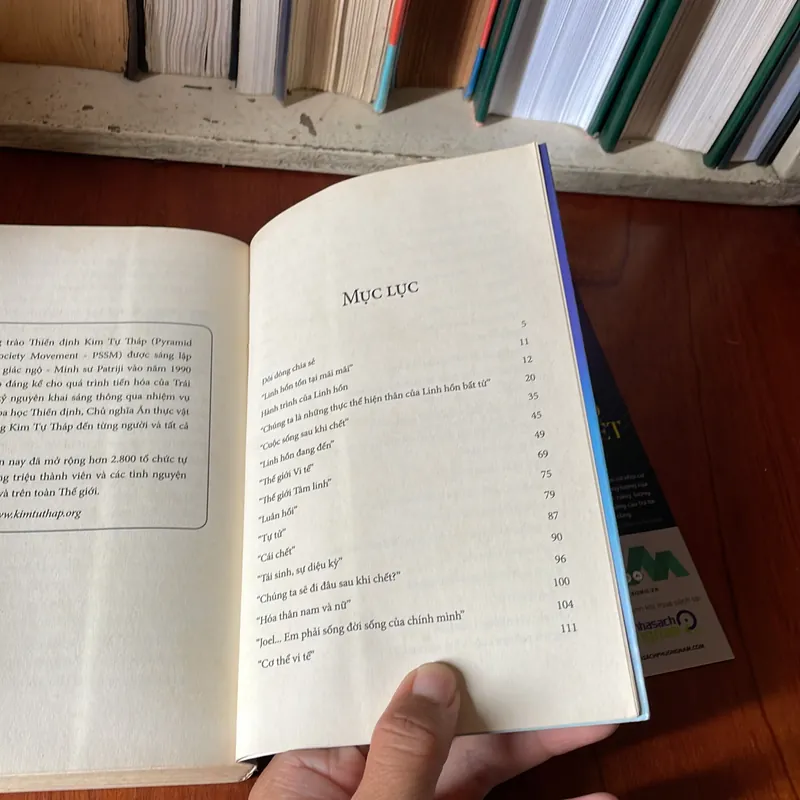 trào Thiền định Kim Tự Tháp (Pyramid
ociety Movement - PSSM) được sáng lập
giác ngộ - Minh sư Patriji vào năm 1990
đáng kể cho quá trình tiến hóa của Trái
kỷ nguyên khai sáng thông qua nhiệm vụ
oa học Thiền định, Chủ nghĩa Ăn thực vật
g Kim Tự Tháp đến từng người và tất cả
n nay đã mở rộng hơn 2.800 tổ chức tự
ng triệu thành viên và các tình nguyện
và trên toàn Thế giới.
ww.kimtuthap.org
MỤC LỤC
Đôi dòng chia sẻ 5
"Linh hồn tồn tại mãi mãi" 11
Hành trình của Linh hồn 12
"Chúng ta là những thực thể hiện thân của Linh hồn bất tử" 20
"Cuộc sống sau khi chết" 35
"Linh hồn đang đến" 45
"Thế giới Vi tế" 49
"Thế giới Tâm linh" 69
"Luân hồi" 75
"Tự tử" 79
"Cái chết" 87
"Tái sinh, sự diệu kỳ" 90
"Chúng ta sẽ đi đâu sau khi chết?" 96
"Hóa thân nam và nữ" 100
"Joel... Em phải sống đời sống của chính mình" 104
"Cơ thể vi tế" 111
hasach
SACHPHUONGNAM.COM